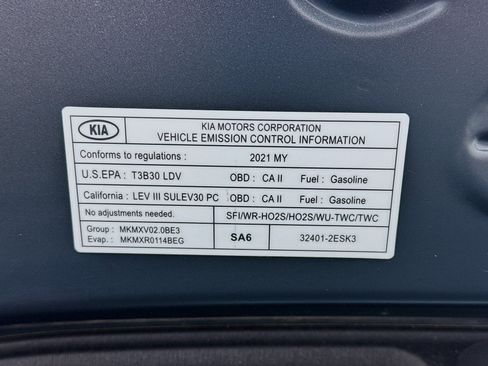 KIA
KIA MOTORS CORPORATION
VEHICLE EMISSION CONTROL INFORMATION
Conforms to regulations : 2021 MY
U.S.EPA : T3B30 LDV OBD : CA II Fuel : Gasoline
California : LEV III SULEV30 PC OBD : CA II Fuel : Gasoline
No adjustments needed. SFI/WR-HO2S/HO2S/WU-TWC/TWC
Group : MKMXV02.0BE3
Evap. : MKMXR0114BEG
SA6
32401-2ESK3